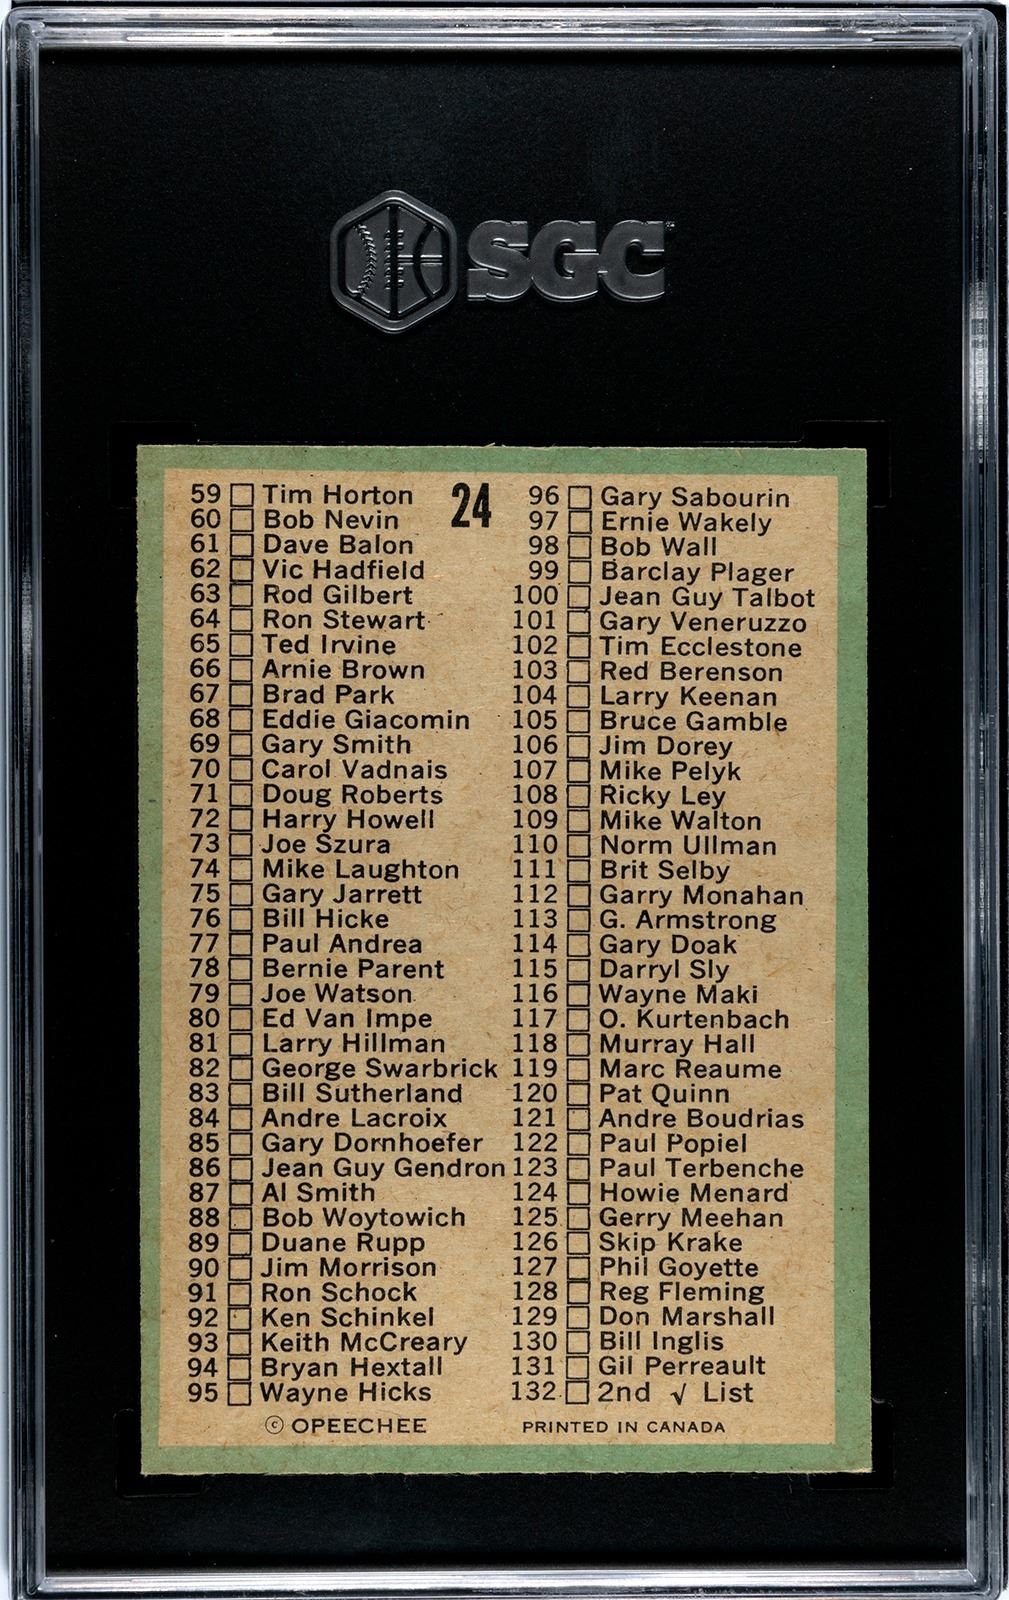 SGC
24
59 Tim Horton
60 Bob Nevin
61 Dave Balon
62 Vic Hadfield
63 Rod Gilbert
64 Ron Stewart
65 Ted Irvine
66 Arnie Brown
67 Brad Park
68 Eddie Giacomin
69 Gary Smith
70 Carol Vadnais
71 Doug Roberts
72 Harry Howell
73 Joe Szura
74 Mike Laughton
75 Gary Jarrett
76 Bill Hicke
77 Paul Andrea
78 Bernie Parent
79 Joe Watson
80 Ed Van Impe
81 Larry Hillman
82 George Swarbrick
83 Bill Sutherland
84 Andre Lacroix
85 Gary Dornhoefer
86 Jean Guy Gendron
87 Al Smith
88 Bob Woytowich
89 Duane Rupp
90 Jim Morrison
91 Ron Schock
92 Ken Schinkel
93 Keith McCreary
94 Bryan Hextall
95 Wayne Hicks
96 Gary Sabourin
97 Ernie Wakely
98 Bob Wall
99 Barclay Plager
100 Jean Guy Talbot
101 Gary Veneruzzo
102 Tim Ecclestone
103 Red Berenson
104 Larry Keenan
105 Bruce Gamble
106 Jim Dorey
107 Mike Pelyk
108 Ricky Ley
109 Mike Walton
110 Norm Ullman
111 Brit Selby
112 Garry Monahan
113 G. Armstrong
114 Gary Doak
115 Darryl Sly
116 Wayne Maki
117 O. Kurtenbach
118 Murray Hall
119 Marc Reaume
120 Pat Quinn
121 Andre Boudrias
122 Paul Popiel
123 Paul Terbenche
124 Howie Menard
125 Gerry Meehan
126 Skip Krake
127 Phil Goyette
128 Reg Fleming
129 Don Marshall
130 Bill Inglis
131 Gil Perreault
132 2nd √ List
© OPEECHEE PRINTED IN CANADA